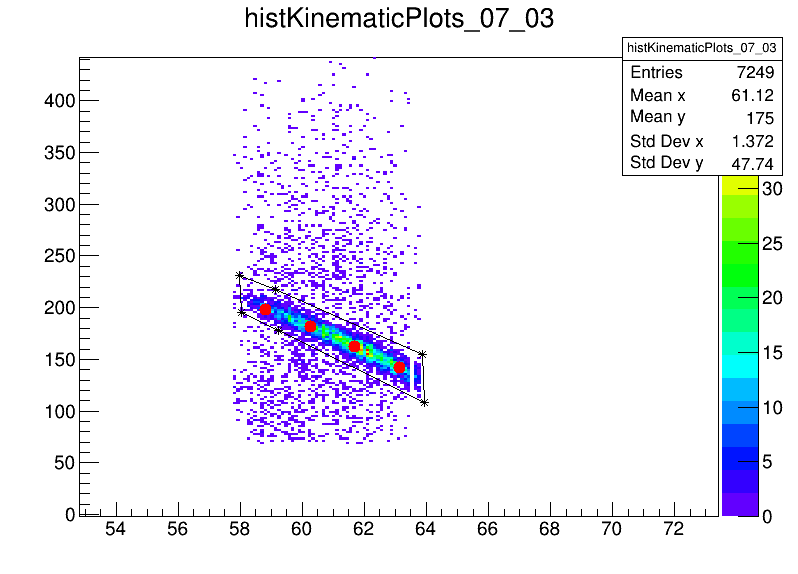 histKinematicPlots_07_03
histKinematicPlots_07_03
Entries 7249
Mean x 61.12
Mean y 175
Std Dev x 1.372
Std Dev y 47.74
400
350
300
250
200
150
100
50
0
30
25
20
15
10
5
0
54 56 58 60 62 64 66 68 70 72